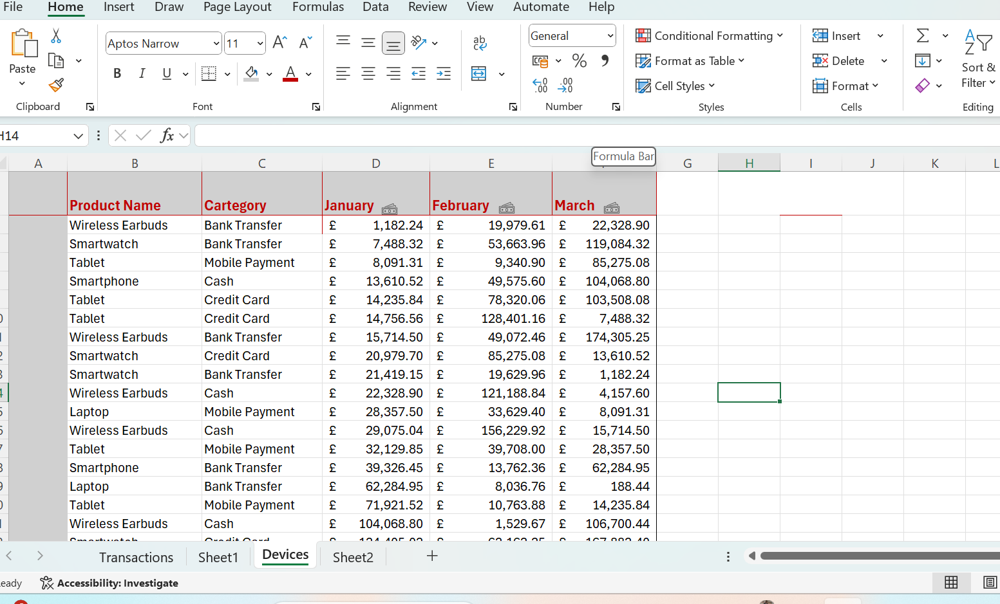 File Home Insert Draw Page Layout Formulas Data Review View Automate Help
Paste
Clipboard
Aptos Narrow 11 A A
B I U A
Font
ab
c
Alignment
General
% 9
0 .00
.00 0
Number
Conditional Formatting
Format as Table
Cell Styles
Styles
Insert
Delete
Format
Cells
Σ
A
Z
Sort &
Filter
Editing
H14 fx
Formula Bar
A B C D E G H I J K L
Product Name Cartegory January February March
Wireless Earbuds Bank Transfer £ 1,182.24 £ 19,979.61 £ 22,328.90
Smartwatch Bank Transfer £ 7,488.32 £ 53,663.96 £ 119,084.32
Tablet Mobile Payment £ 8,091.31 £ 9,340.90 £ 85,275.08
Smartphone Cash £ 13,610.52 £ 49,575.60 £ 104,068.80
Tablet Credit Card £ 14,235.84 £ 78,320.06 £ 103,508.08
Tablet Credit Card £ 14,756.56 £ 128,401.16 £ 7,488.32
Wireless Earbuds Bank Transfer £ 15,714.50 £ 49,072.46 £ 174,305.25
Smartwatch Credit Card £ 20,979.70 £ 85,275.08 £ 13,610.52
Smartwatch Bank Transfer £ 21,419.15 £ 19,629.96 £ 1,182.24
Wireless Earbuds Cash £ 22,328.90 £ 121,188.84 £ 4,157.60
Laptop Mobile Payment £ 28,357.50 £ 33,629.40 £ 8,091.31
Wireless Earbuds Cash £ 29,075.04 £ 156,229.92 £ 15,714.50
Tablet Mobile Payment £ 32,129.85 £ 39,708.00 £ 28,357.50
Smartphone Bank Transfer £ 39,326.45 £ 13,762.36 £ 62,284.95
Laptop Bank Transfer £ 62,284.95 £ 8,036.76 £ 188.44
Tablet Mobile Payment £ 71,921.52 £ 10,763.88 £ 14,235.84
Wireless Earbuds Cash £ 104,068.80 £ 1,529.67 £ 106,700.44
Smartwatch Credit Card
Transactions Sheet1 Devices Sheet2 +
eady Accessibility: Investigate